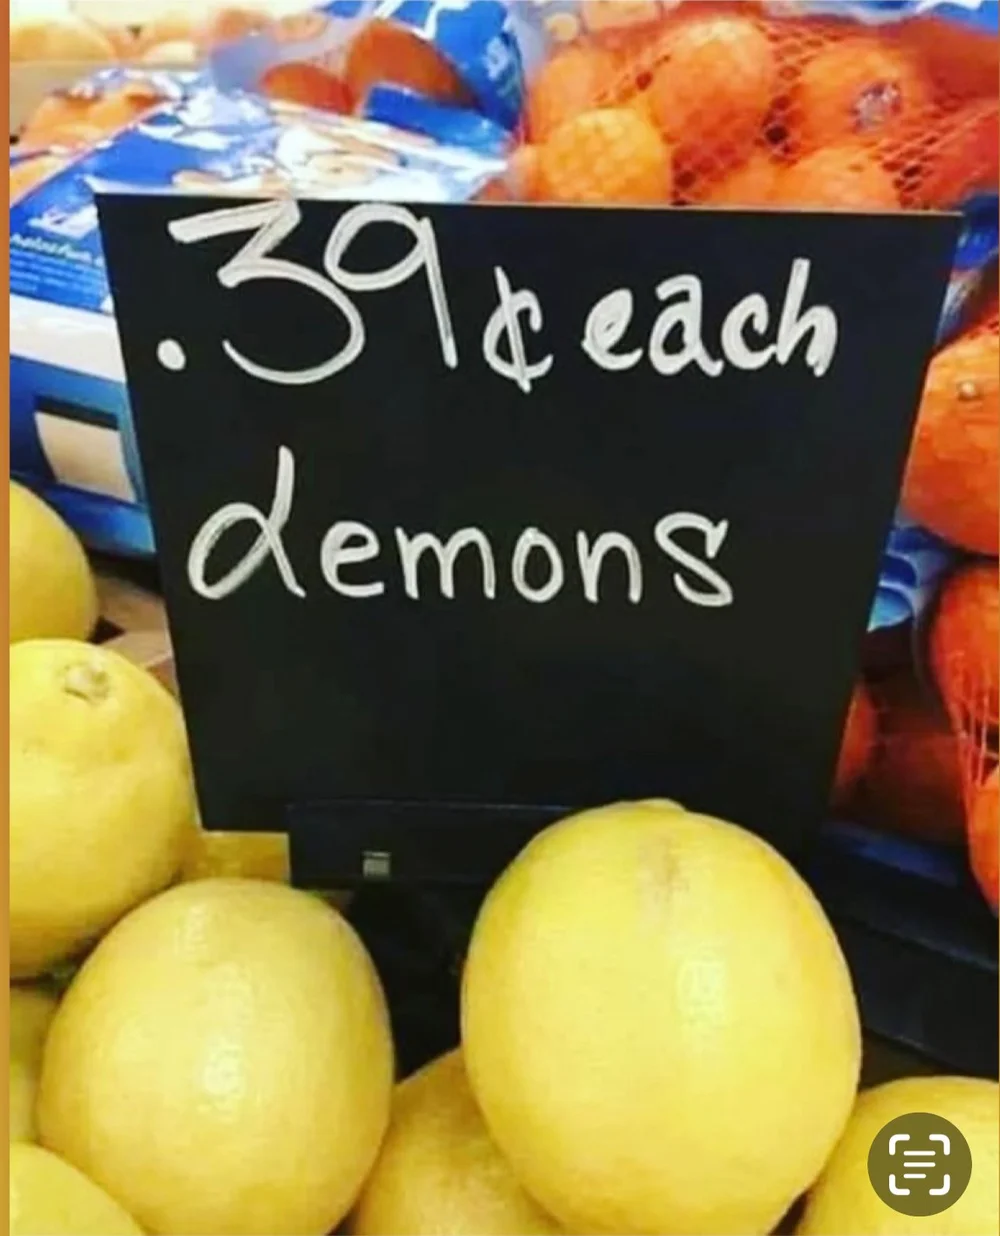 .39¢ each
demons